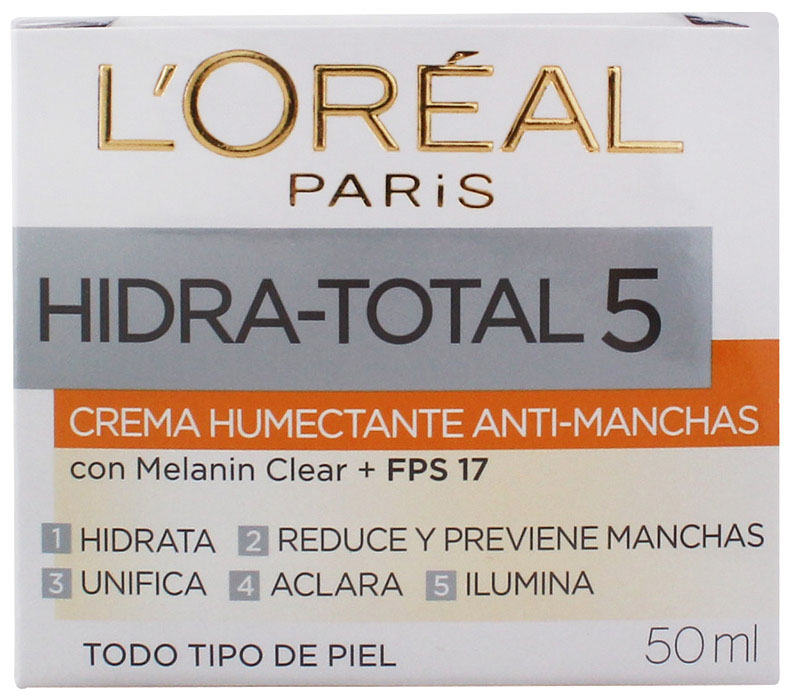 L'ORÉAL
PARiS
HIDRA-TOTAL 5
CREMA HUMECTANTE ANTI-MANCHAS
con Melanin Clear + FPS 17
1 HIDRATA 2 REDUCE Y PREVIENE MANCHAS
3 UNIFICA 4 ACLARA 5 ILUMINA
TODO TIPO DE PIEL 50ml